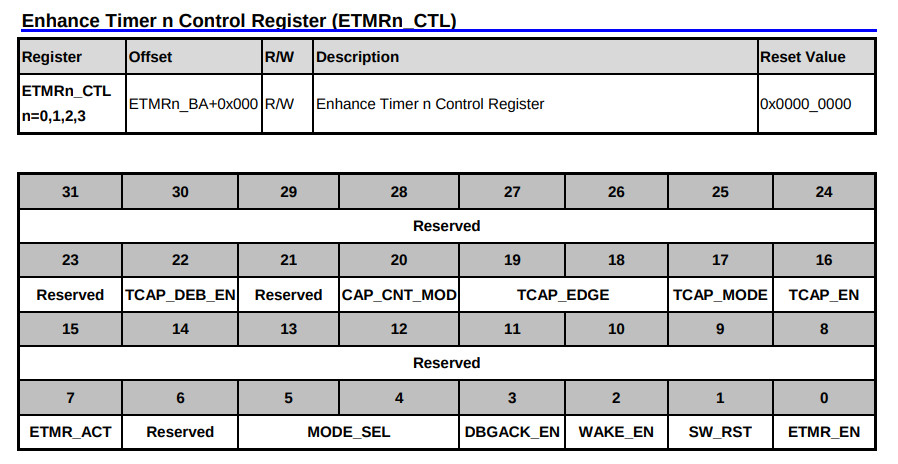 Enhance Timer n Control Register (ETMRn_CTL)
Register Offset R/W Description Reset Value
ETMRn_CTL
n=0,1,2,3 ETMRn_BA+0x000 R/W Enhance Timer n Control Register 0x0000_0000
31 30 29 28 27 26 25 24
Reserved
23 22 21 20 19 18 17 16
Reserved TCAP_DEB_EN Reserved CAP_CNT_MOD TCAP_EDGE TCAP_MODE TCAP_EN
15 14 13 12 11 10 9 8
Reserved
7 6 5 4 3 2 1 0
ETMR_ACT Reserved MODE_SEL DBGACK_EN WAKE_EN SW_RST ETMR_EN